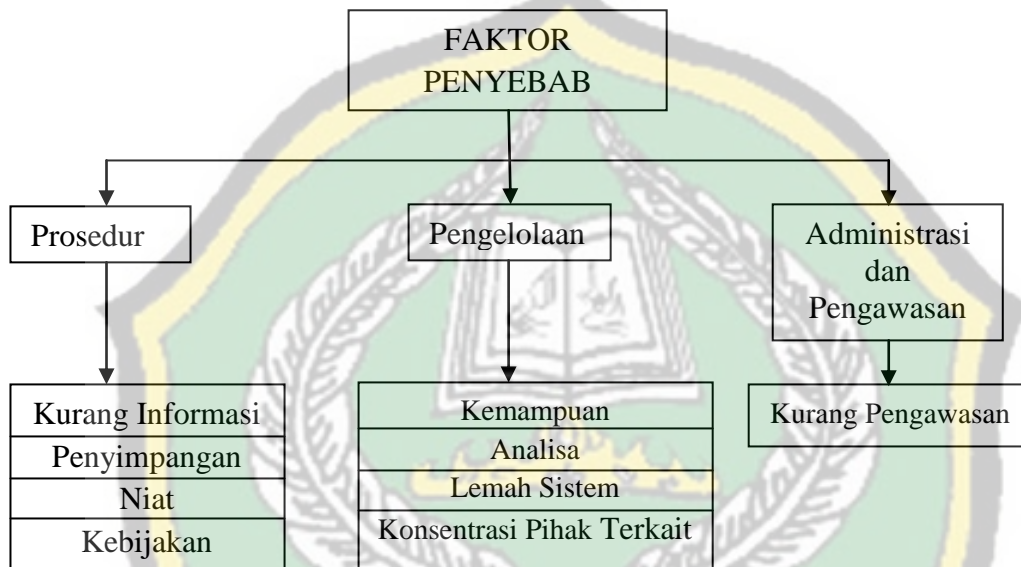 FAKTOR
PENYEBAB
Prosedur
Pengelolaan
Administrasi
dan
Pengawasan
Kurang Informasi
Penyimpangan
Niat
Kebijakan
Kemampuan
Analisa
Lemah Sistem
Konsentrasi Pihak Terkait
Kurang Pengawasan